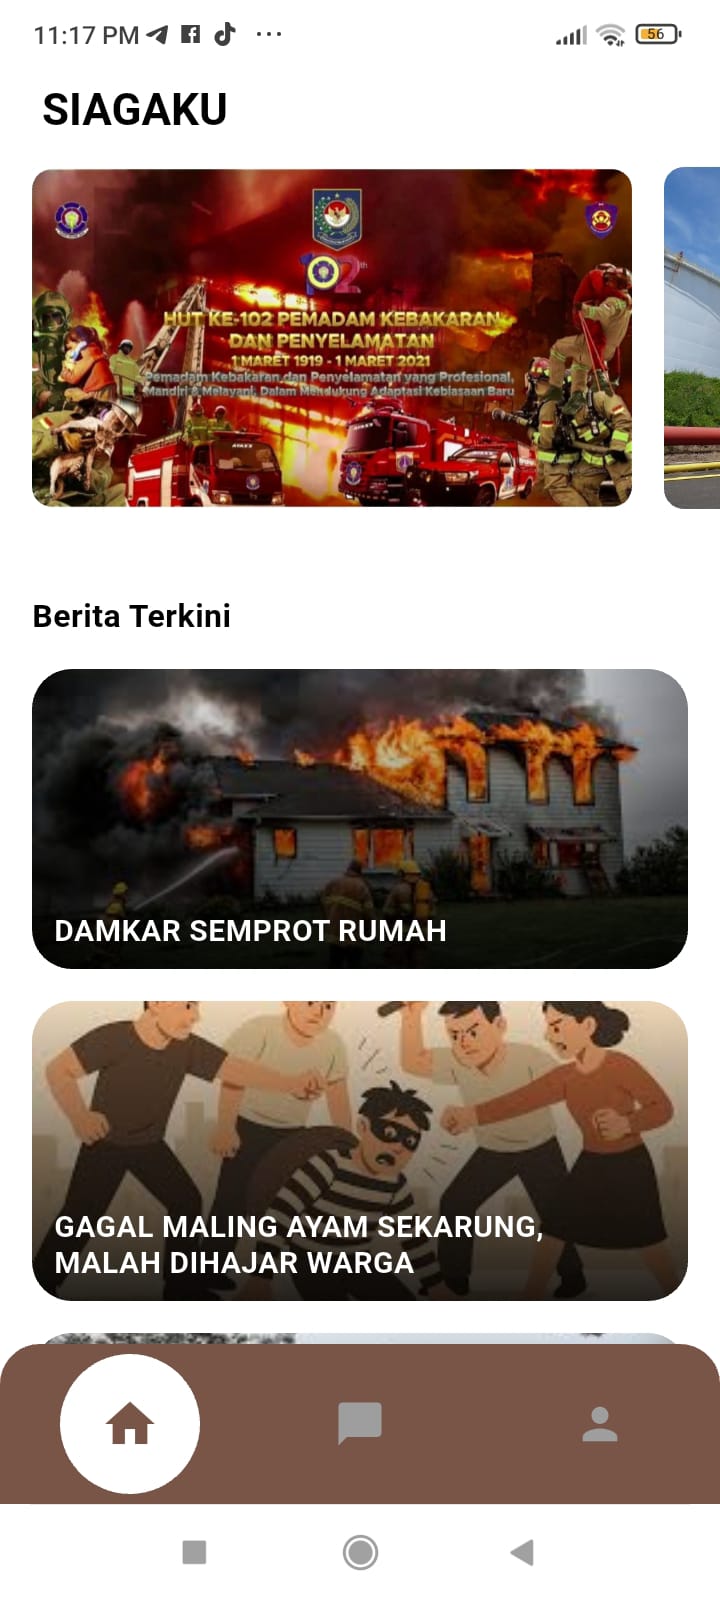 11:17 PM
56
SIAGAKU
102th
HUT KE-102 PEMADAM KEBAKARAN
DAN PENYELAMATAN
1 MARET 1919 - 1 MARET 2021
Pemadam Kebakaran dan Penyelamatan yang Profesional,
Mandiri & Melayani, Dalam Mendukung Adaptasi Kebiasaan Baru
Berita Terkini
DAMKAR SEMPROT RUMAH
GAGAL MALING AYAM SEKARUNG,
MALAH DIHAJAR WARGA